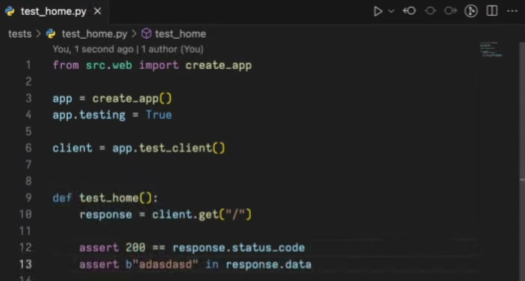 test_home.py
tests > test_home.py > test_home
You, 1 second ago | 1 author (You)
1 from src.web import create_app
2
3 app = create_app()
4 app.testing = True
5
6 client = app.test_client()
7
8
9 def test_home():
10 response = client.get("/")
11
12 assert 200 == response.status_code
13 assert b"adasdasd" in response.data